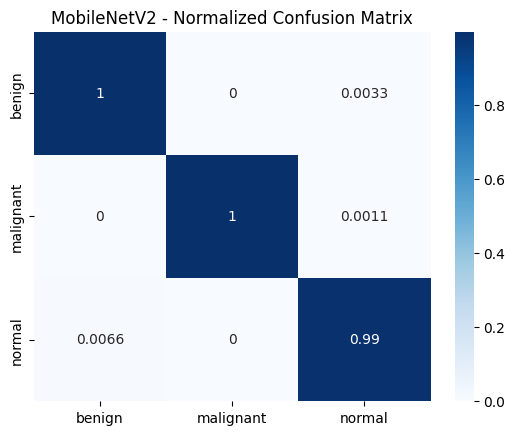 MobileNetV2 - Normalized Confusion Matrix
benign
1
0
0.0033
malignant
0
1
0.0011
normal
0.0066
0
0.99
benign
malignant
normal
0.8
0.6
0.4
0.2
0.0